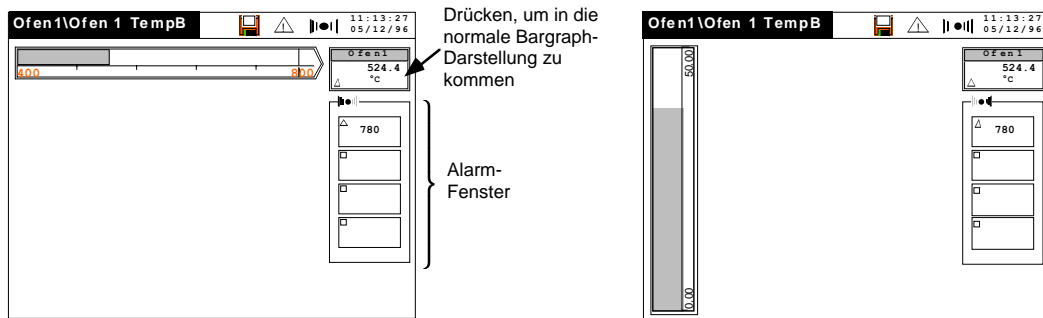 Ofen1\Ofen 1 TempB
11:13:27
05/12/96
400
800
Ofen1
524.4
°C
780
Drücken, um in die
normale Bargraph-
Darstellung zu
kommen
Alarm-
Fenster
Ofen1\Ofen 1 TempB
11:13:27
05/12/96
50.00
0.00
Ofen1
524.4
°C
780